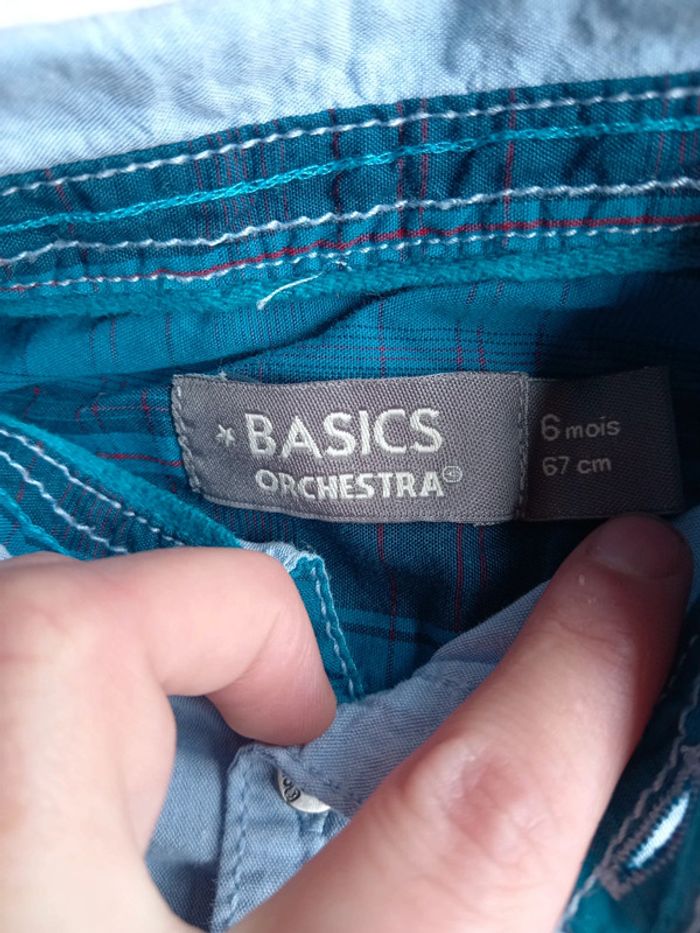 BASICS
ORCHESTRA
6 mois
67 cm